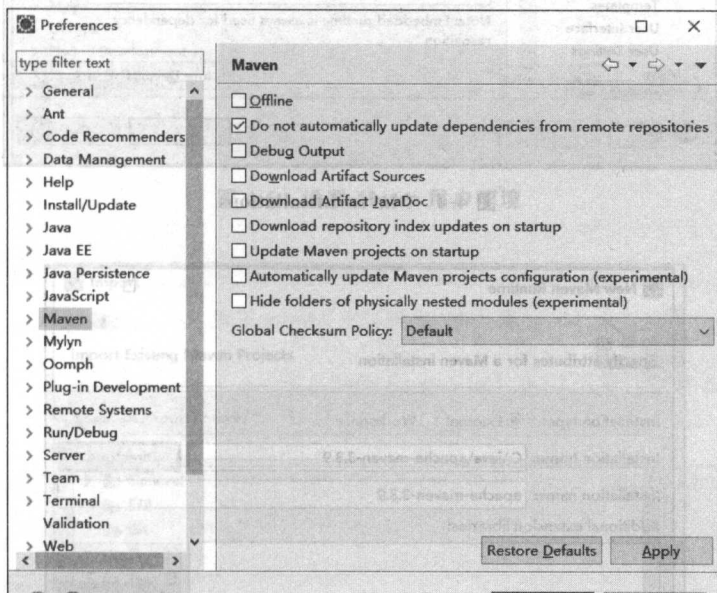 Preferences
type filter text
General
Ant
Code Recommenders
Data Management
Help
Install/Update
Java
Java EE
Java Persistence
JavaScript
Maven
Mylyn
Oomph
Plug-in Development
Remote Systems
Run/Debug
Server
Team
Terminal
Validation
Web
Maven
Offline
Do not automatically update dependencies from remote repositories
Debug Output
Download Artifact Sources
Download Artifact JavaDoc
Download repository index updates on startup
Update Maven projects on startup
Automatically update Maven projects configuration (experimental)
Hide folders of physically nested modules (experimental)
Global Checksum Policy: Default
Restore Defaults
Apply